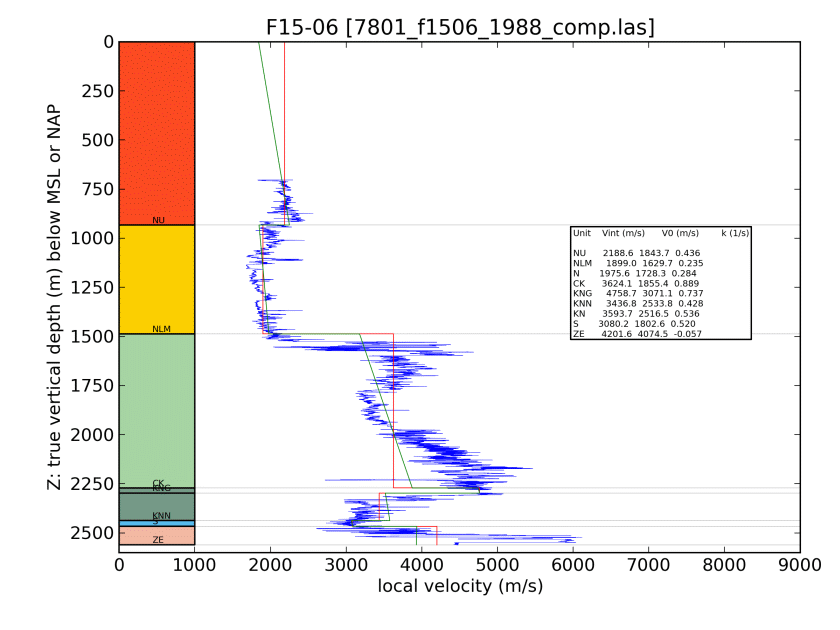 F15-06 [7801_f1506_1988_comp.las]
Z: true vertical depth (m) below MSL or NAP
0
250
500
750
1000
1250
1500
1750
2000
2250
2500
NU
NLM
CK
KNG
KNN
S
ZE
Unit Vint (m/s) V0 (m/s) k (1/s)
NU 2188.6 1843.7 0.436
NLM 1899.0 1629.7 0.235
N 1975.6 1728.3 0.284
CK 3624.1 1855.4 0.889
KNG 4758.7 3071.1 0.737
KNN 3436.8 2533.8 0.428
KN 3593.7 2516.5 0.536
S 3080.2 1802.6 0.520
ZE 4201.6 4074.5 -0.057
0 1000 2000 3000 4000 5000 6000 7000 8000 9000
local velocity (m/s)